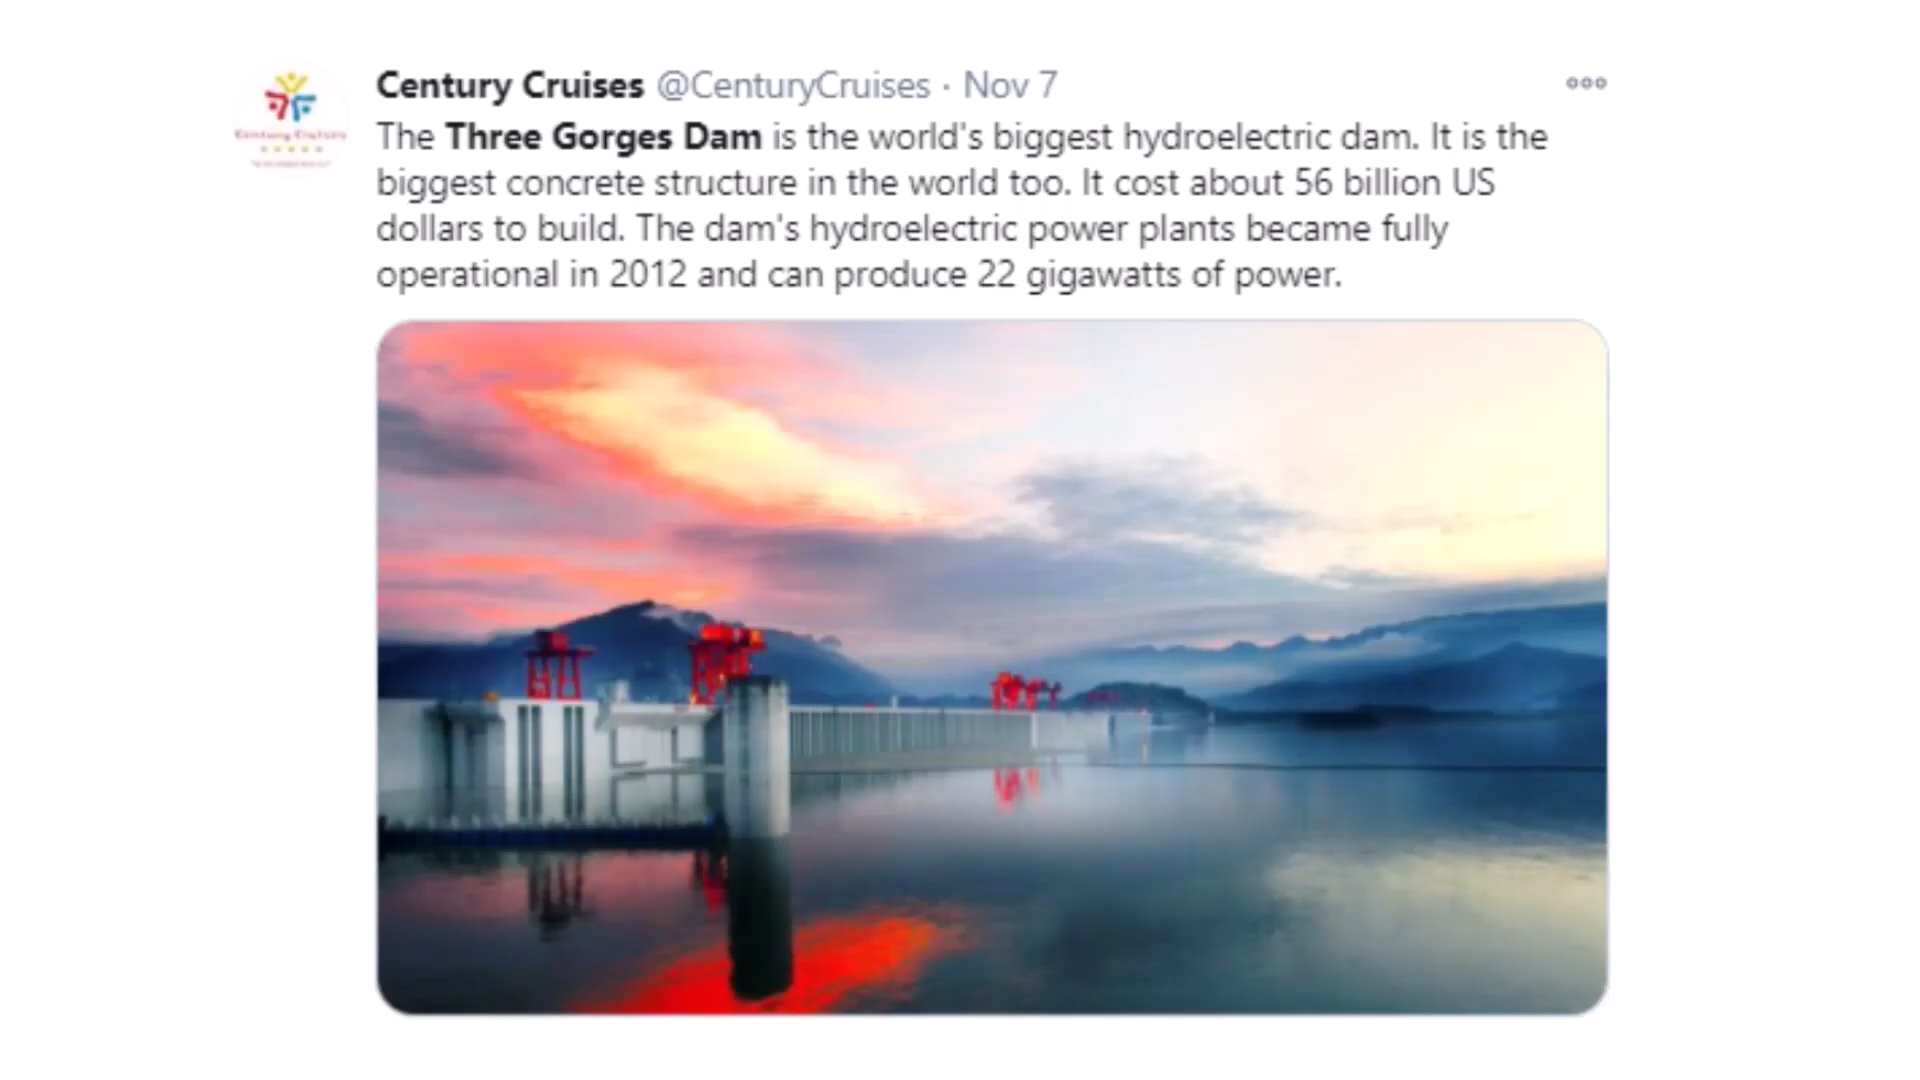 Century Cruises @CenturyCruises · Nov 7
The Three Gorges Dam is the world's biggest hydroelectric dam. It is the
biggest concrete structure in the world too. It cost about 56 billion US
dollars to build. The dam's hydroelectric power plants became fully
operational in 2012 and can produce 22 gigawatts of power.
Century Cruises